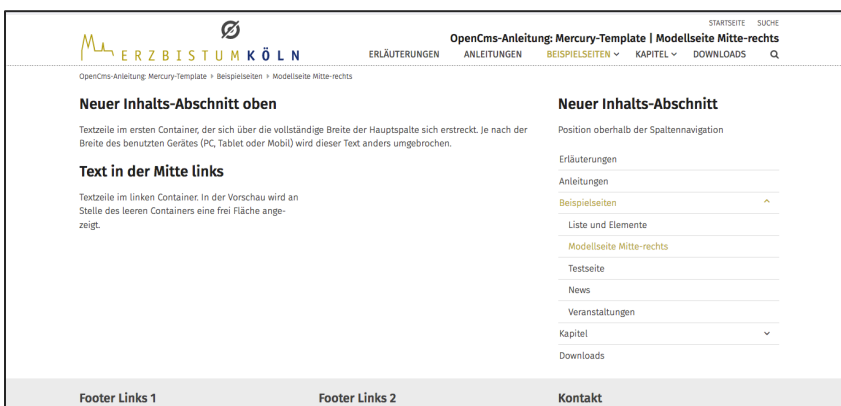 STARTSEITE SUCHE
OpenCms-Anleitung: Mercury-Template | Modellseite Mitte-rechts
ERZBISTUM KÖLN
ERLÄUTERUNGEN ANLEITUNGEN BEISPIELSEITEN KAPITEL DOWNLOADS
OpenCms-Anleitung: Mercury-Template Beispielseiten Modellseite Mitte-rechts
Neuer Inhalts-Abschnitt oben
Textzeile im ersten Container, der sich über die vollständige Breite der Hauptspalte sich erstreckt. Je nach der
Breite des benutzten Gerätes (PC, Tablet oder Mobil) wird dieser Text anders umgebrochen.
Text in der Mitte links
Textzeile im linken Container. In der Vorschau wird an
Stelle des leeren Containers eine frei Fläche ange-
zeigt.
Neuer Inhalts-Abschnitt
Position oberhalb der Spaltennavigation
Erläuterungen
Anleitungen
Beispielseiten
Liste und Elemente
Modellseite Mitte-rechts
Testseite
News
Veranstaltungen
Kapitel
Downloads
Footer Links 1
Footer Links 2
Kontakt